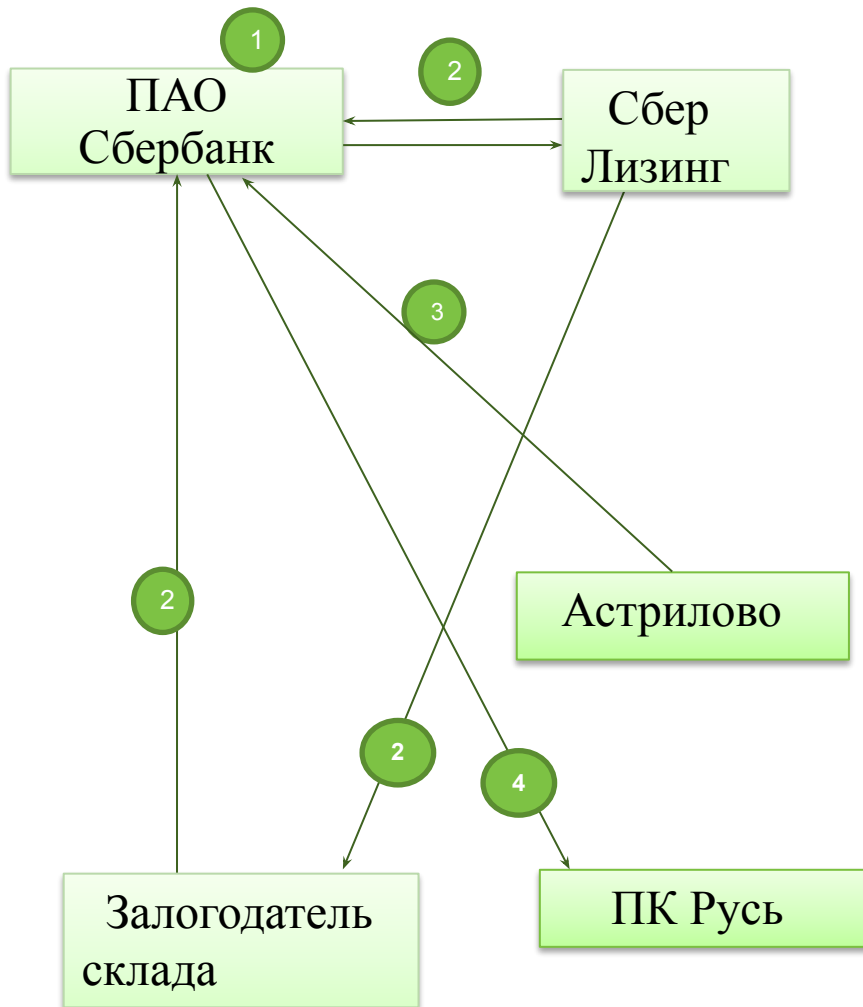 1
2
ПАО
Сбербанк
Сбер
Лизинг
3
2
Астрилово
2
4
Залогодатель
склада
ПК Русь